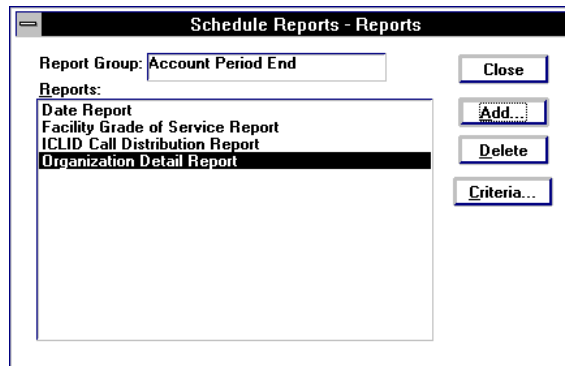 Schedule Reports - Reports
Report Group: Account Period End
Reports:
Date Report
Facility Grade of Service Report
ICLID Call Distribution Report
Organization Detail Report
Close
Add...
Delete
Criteria...